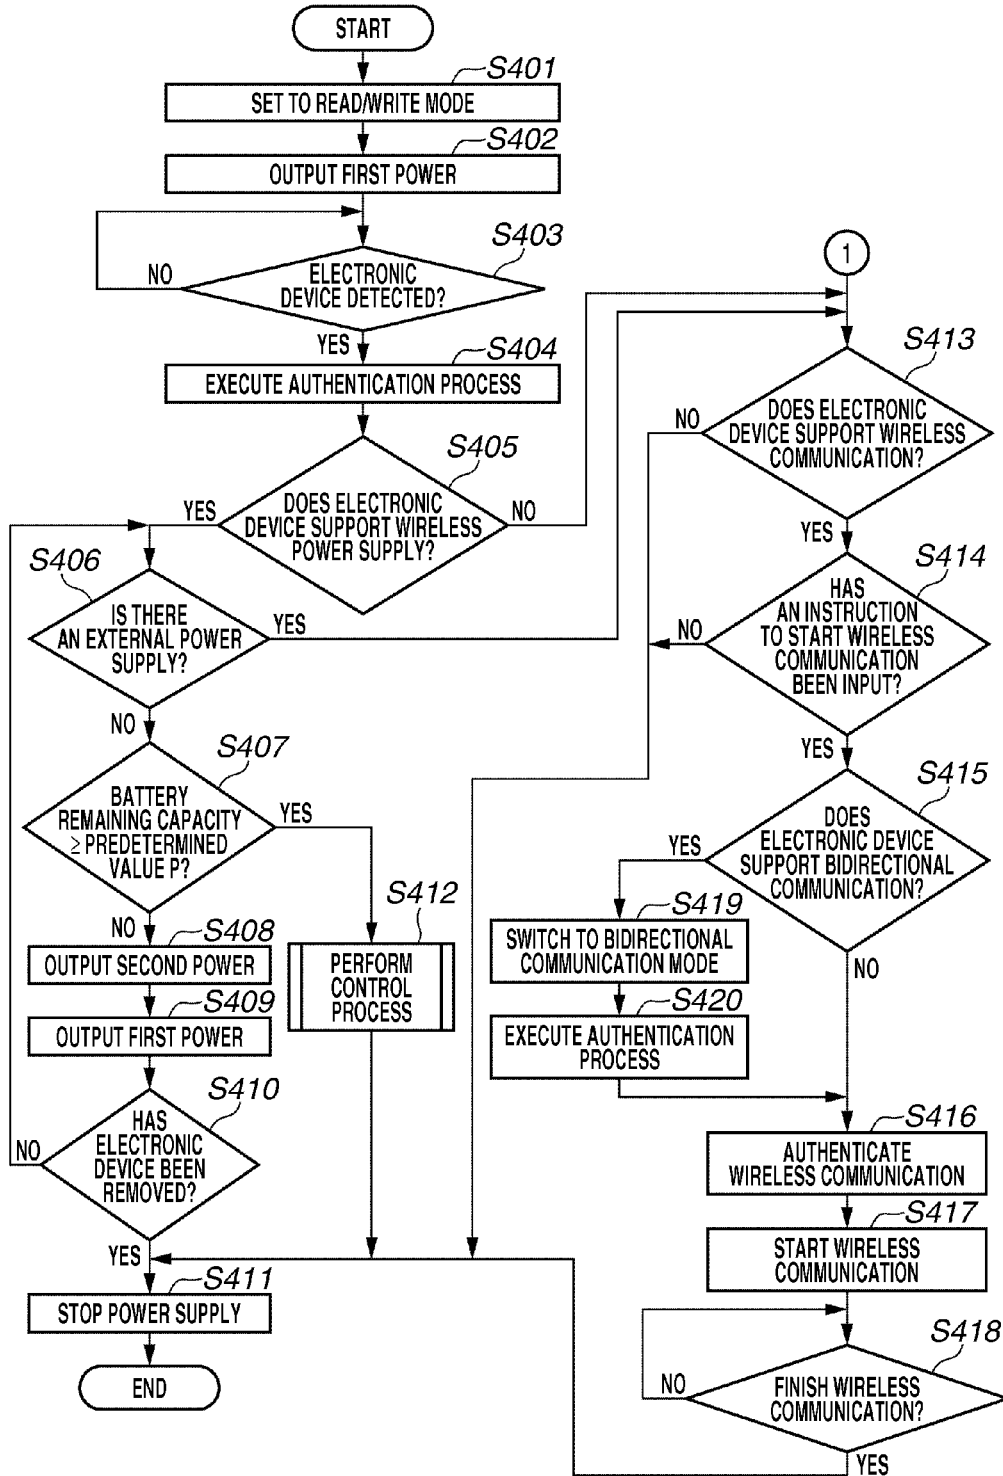 START
S401
SET TO READ/WRITE MODE
S402
OUTPUT FIRST POWER
S403
ELECTRONIC
DEVICE DETECTED?
NO
YES
S404
EXECUTE AUTHENTICATION PROCESS
S405
DOES ELECTRONIC
DEVICE SUPPORT WIRELESS
POWER SUPPLY?
YES
NO
S406
IS THERE
AN EXTERNAL POWER
SUPPLY?
YES
NO
S407
BATTERY
REMAINING CAPACITY
≥ PREDETERMINED
VALUE P?
YES
NO
S408
OUTPUT SECOND POWER
S409
OUTPUT FIRST POWER
S410
HAS
ELECTRONIC
DEVICE BEEN
REMOVED?
NO
YES
S411
STOP POWER SUPPLY
END
S412
PERFORM
CONTROL
PROCESS
1
S413
DOES ELECTRONIC
DEVICE SUPPORT WIRELESS
COMMUNICATION?
NO
YES
S414
HAS
AN INSTRUCTION
TO START WIRELESS
COMMUNICATION
BEEN INPUT?
NO
YES
S415
DOES
ELECTRONIC DEVICE
SUPPORT BIDIRECTIONAL
COMMUNICATION?
YES
NO
S419
SWITCH TO BIDIRECTIONAL
COMMUNICATION MODE
S420
EXECUTE AUTHENTICATION
PROCESS
S416
AUTHENTICATE
WIRELESS COMMUNICATION
S417
START WIRELESS
COMMUNICATION
S418
FINISH WIRELESS
COMMUNICATION?
NO
YES